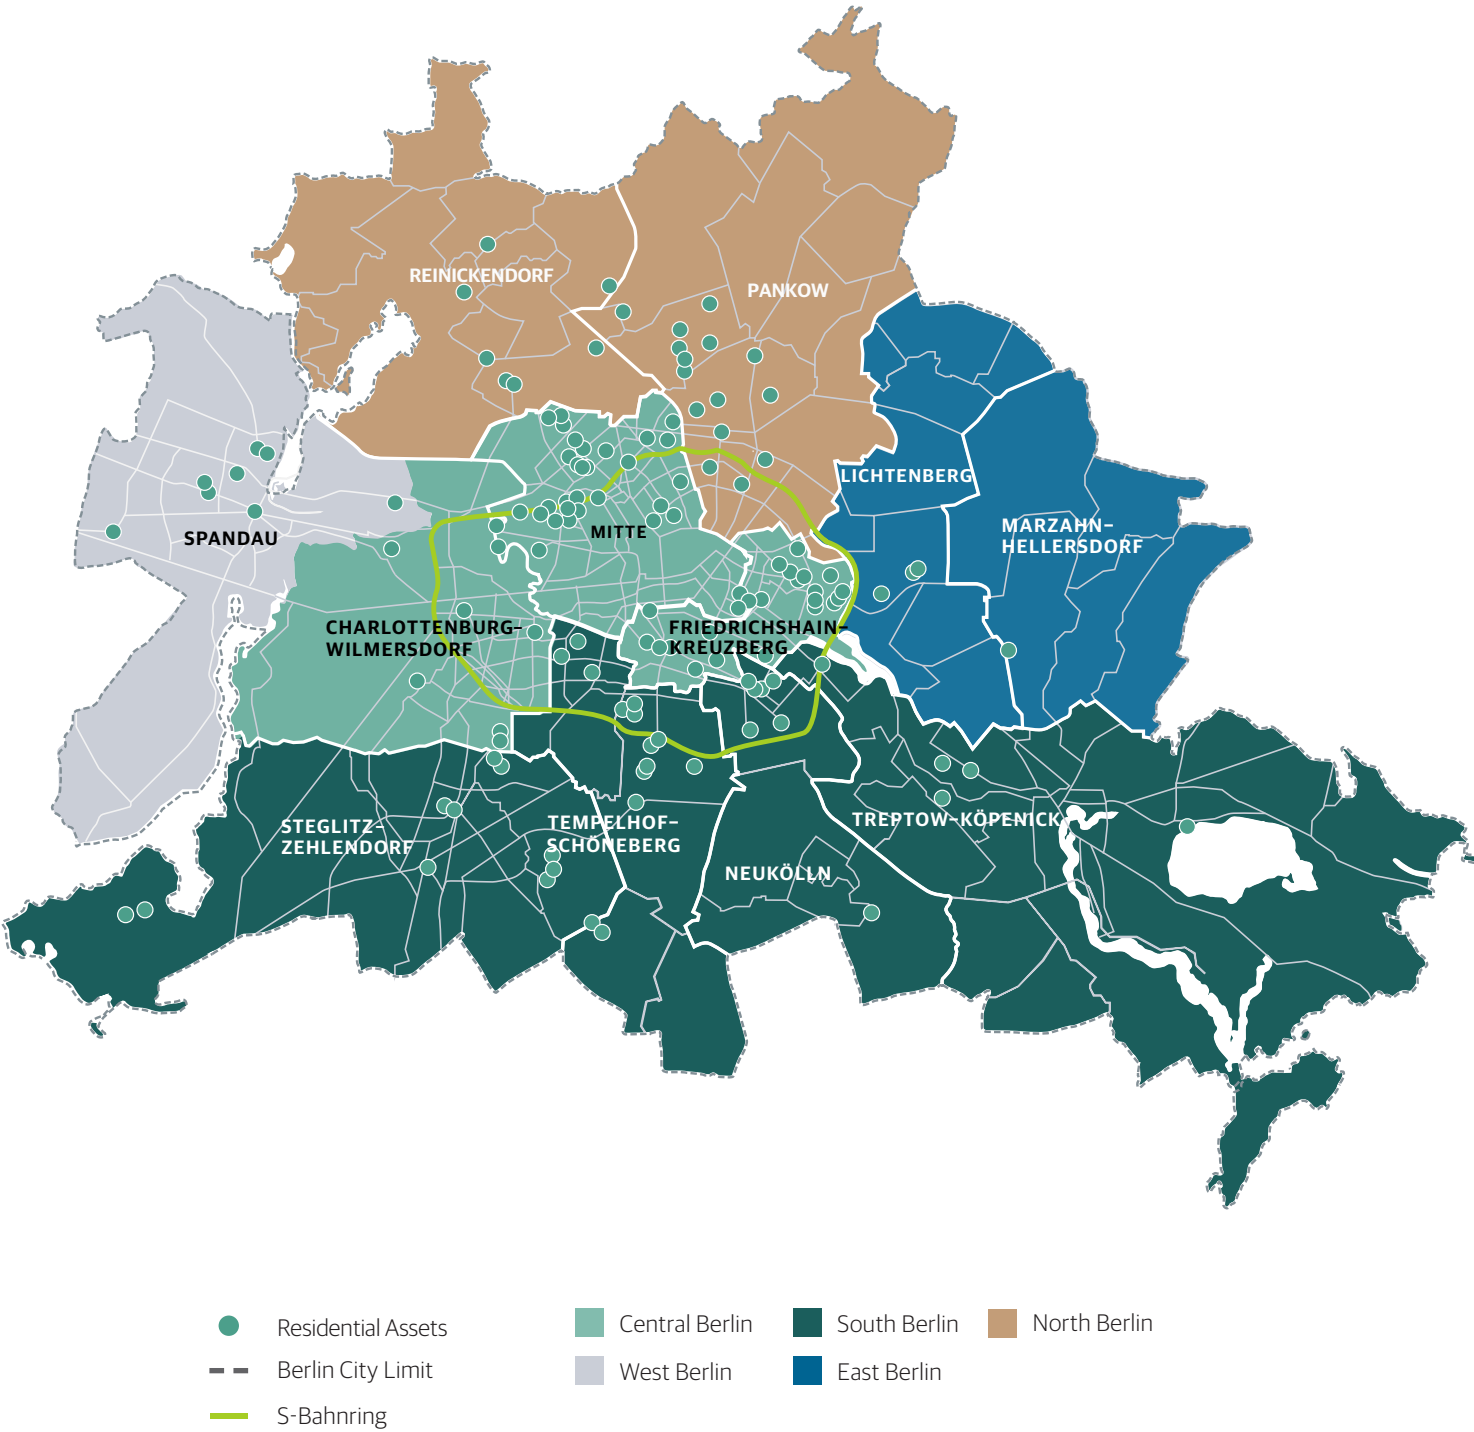 REINICKENDORF
PANKOW
LICHTENBERG
MARZAHN-
HELLERSDORF
SPANDAU
MITTE
CHARLOTTENBURG-
WILMERSDORF
FRIEDRICHSHAIN-
KREUZBERG
STEGLITZ-
ZEHLENDORF
TEMPELHOF-
SCHÖNEBERG
NEUKÖLLN
TREPTOW-KÖPENICK
Residential Assets
Berlin City Limit
S-Bahnring
Central Berlin
West Berlin
South Berlin
East Berlin
North Berlin